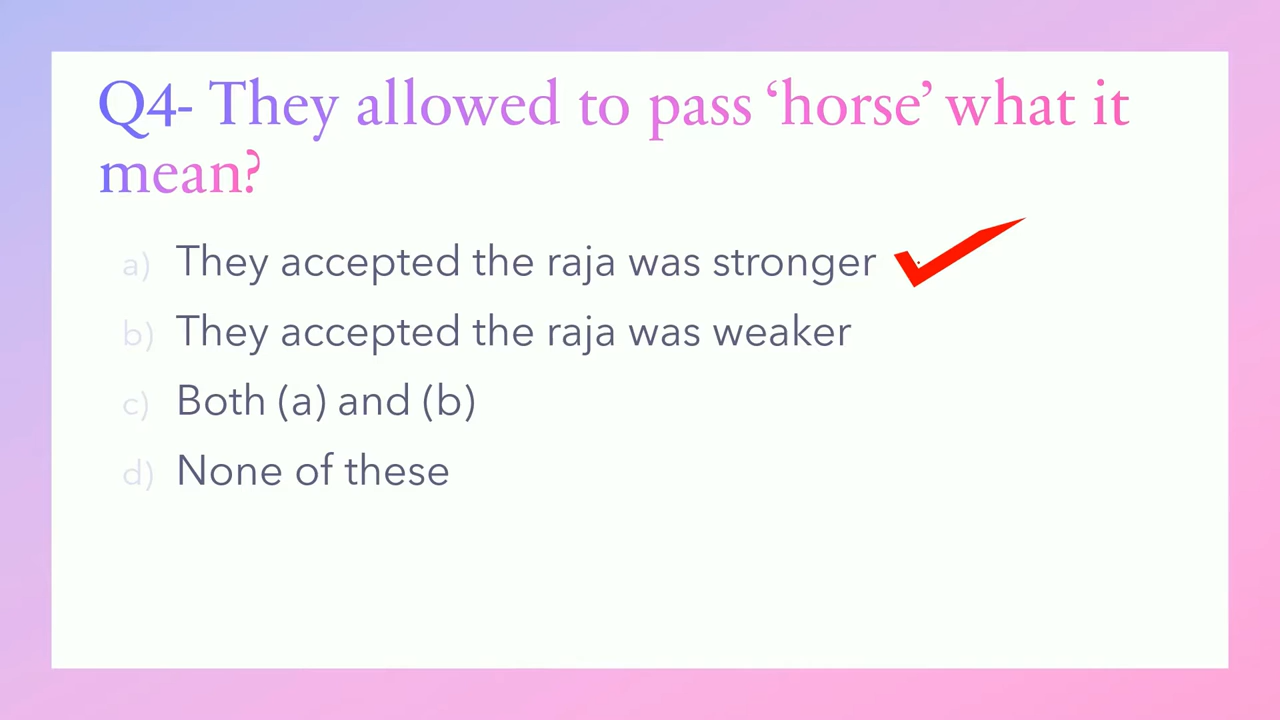 Q4- They allowed to pass ‘horse’ what it
mean?
a) They accepted the raja was stronger
b) They accepted the raja was weaker
c) Both (a) and (b)
d) None of these